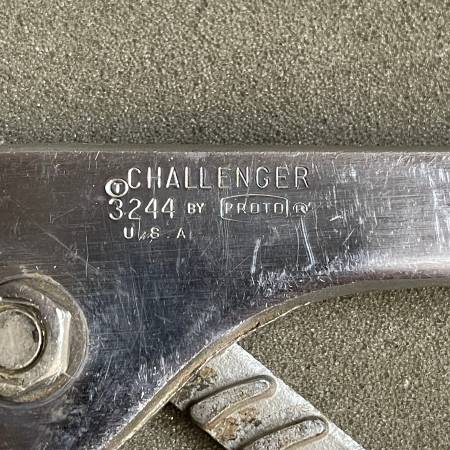 Ⓣ CHALLENGER
3244 BY PROTO ®
U.S.A